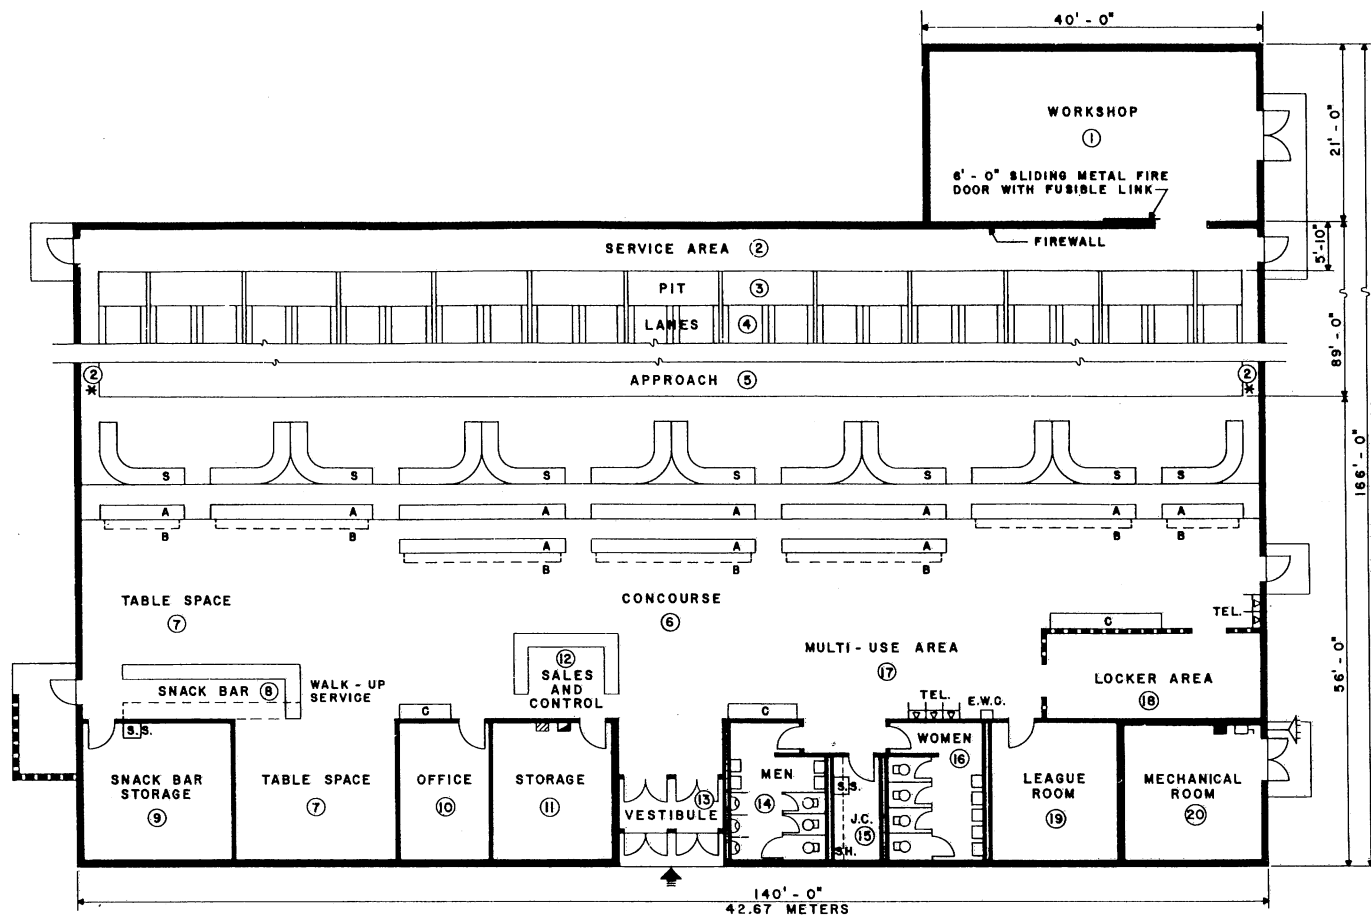 40' - 0"
WORKSHOP
1
21' - 0"
6' - 0" SLIDING METAL FIRE
DOOR WITH FUSIBLE LINK
FIREWALL
SERVICE AREA 2
5'-10"
PIT 3
LANES 4
89' - 0"
2
*
APPROACH 5
2
*
S S S S S S S
166' - 0"
A A A A A A A
B B B B
A A A
B B B
TABLE SPACE
7
CONCOURSE
6
TEL.
C
MULTI - USE AREA
17
56' - 0"
12
SALES
AND
CONTROL
SNACK BAR 8
WALK - UP
SERVICE
LOCKER AREA
18
TEL.
E.W.C.
C
C
S.S.
WOMEN
16
SNACK BAR
STORAGE
9
TABLE SPACE
7
OFFICE
10
STORAGE
11
13
VESTIBULE
MEN
14
S.S.
J.C.
15
SH.
LEAGUE
ROOM
19
MECHANICAL
ROOM
20
140' - 0"
42.67 METERS